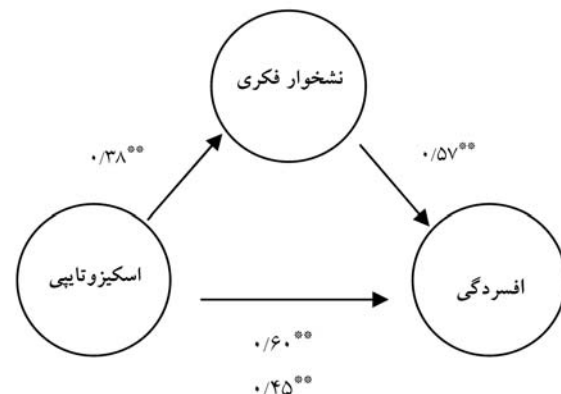 نشخوار فکری
۰/۳۸**
۰/۵۷**
اسکیزوتایپی
افسردگی
۰/۶۰**
۰/۴۵**